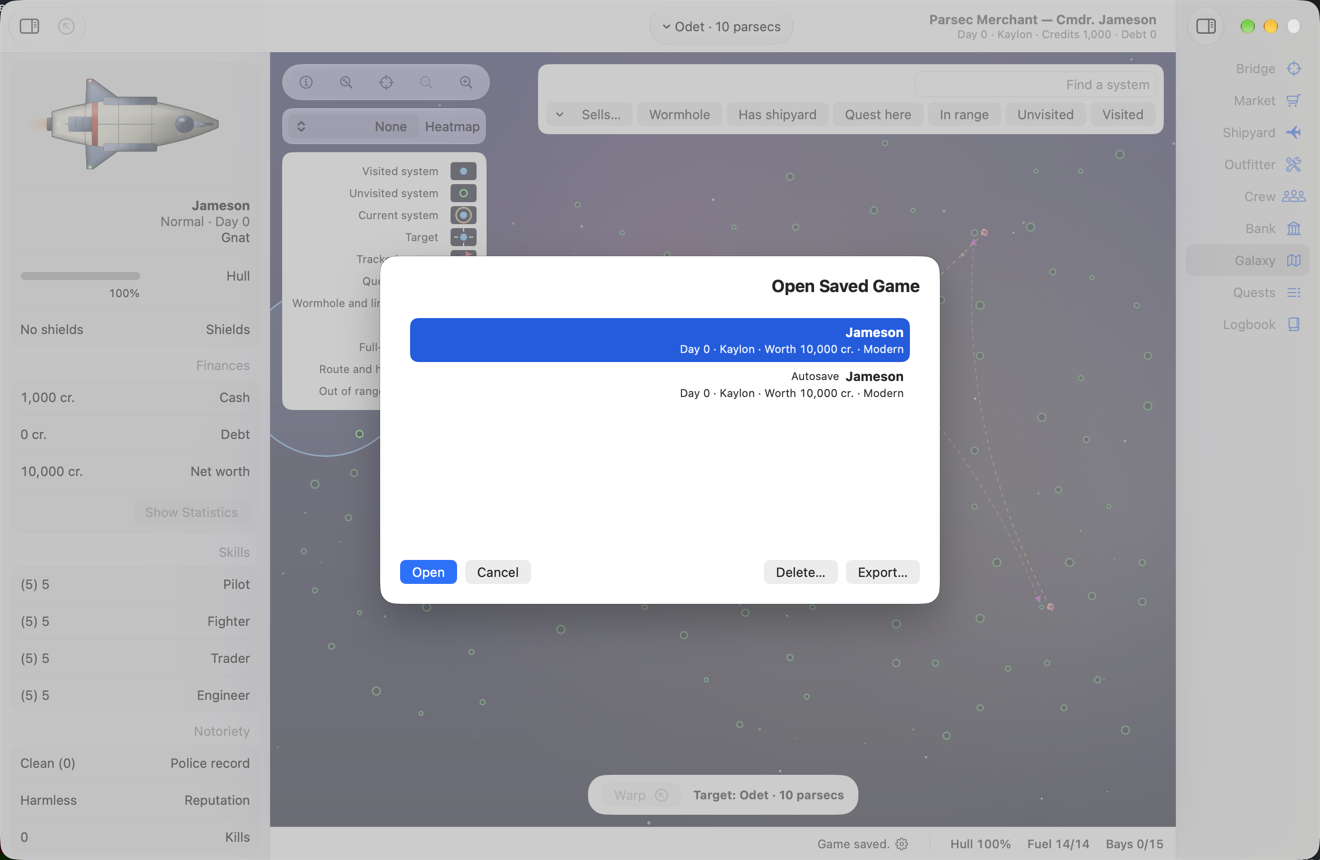 Odet · 10 parsecs
Parsec Merchant — Cmdr. Jameson
Day 0 · Kaylon · Credits 1,000 · Debt 0
Bridge
Market
Shipyard
Outfitter
Crew
Bank
Galaxy
Quests
Logbook
Find a system
Sells...
Wormhole
Has shipyard
Quest here
In range
Unvisited
Visited
None
Heatmap
Visited system
Unvisited system
Current system
Target
Track
Que
Wormhole and lin
Full-
Route and h
Out of rang
Jameson
Normal · Day 0
Gnat
Hull
100%
No shields Shields
Finances
1,000 cr. Cash
0 cr. Debt
10,000 cr. Net worth
Show Statistics
Skills
(5) 5 Pilot
(5) 5 Fighter
(5) 5 Trader
(5) 5 Engineer
Notoriety
Clean (0) Police record
Harmless Reputation
0 Kills
Open Saved Game
Jameson
Day 0 · Kaylon · Worth 10,000 cr. · Modern
Autosave Jameson
Day 0 · Kaylon · Worth 10,000 cr. · Modern
Open
Cancel
Delete...
Export...
Warp
Target: Odet · 10 parsecs
Game saved.
Hull 100%
Fuel 14/14
Bays 0/15